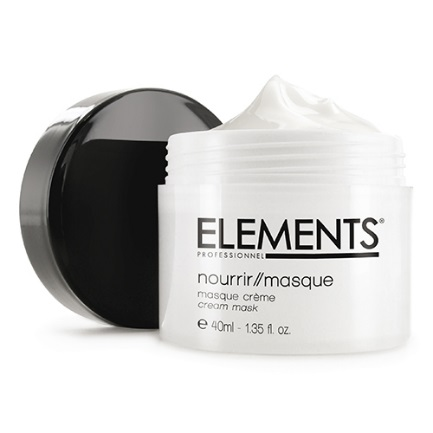 ELEMENTS®
PROFESSIONNEL
nourrir//masque
masque crème
cream mask
℮ 40ml - 1.35 fl. oz.